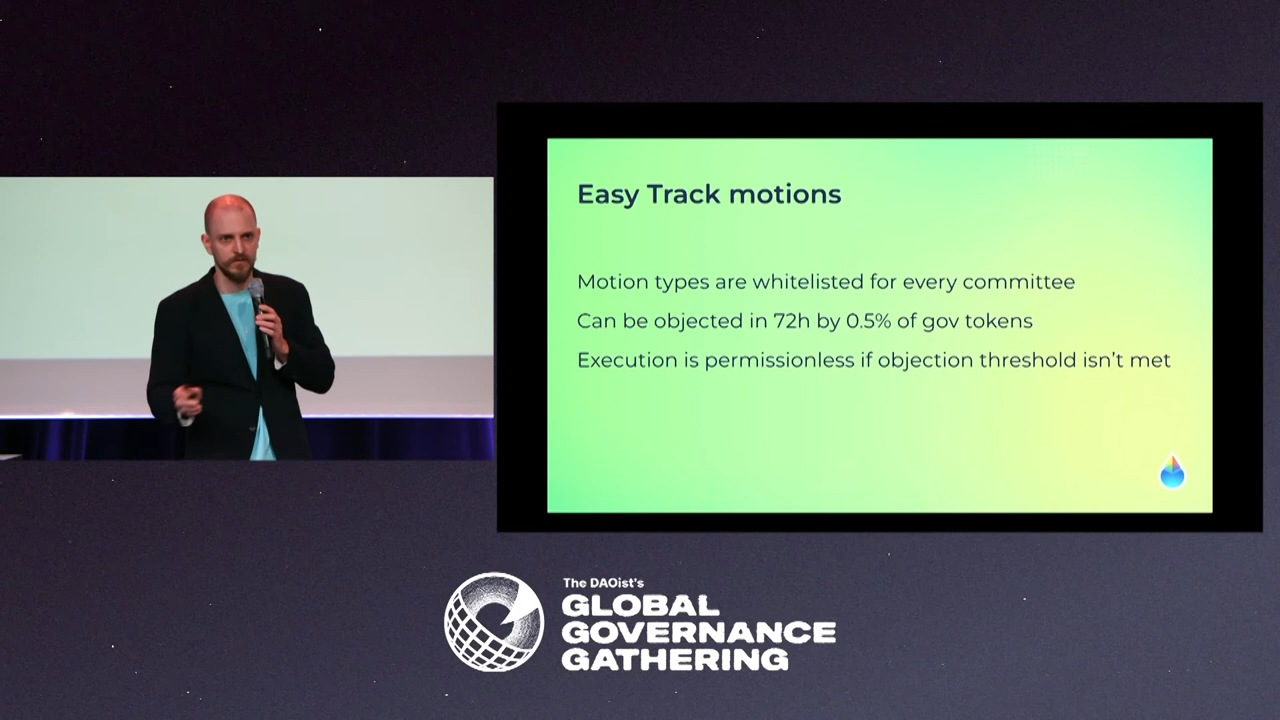 Easy Track motions
Motion types are whitelisted for every committee
Can be objected in 72h by 0.5% of gov tokens
Execution is permissionless if objection threshold isn't met
The DAOist's
GLOBAL
GOVERNANCE
GATHERING